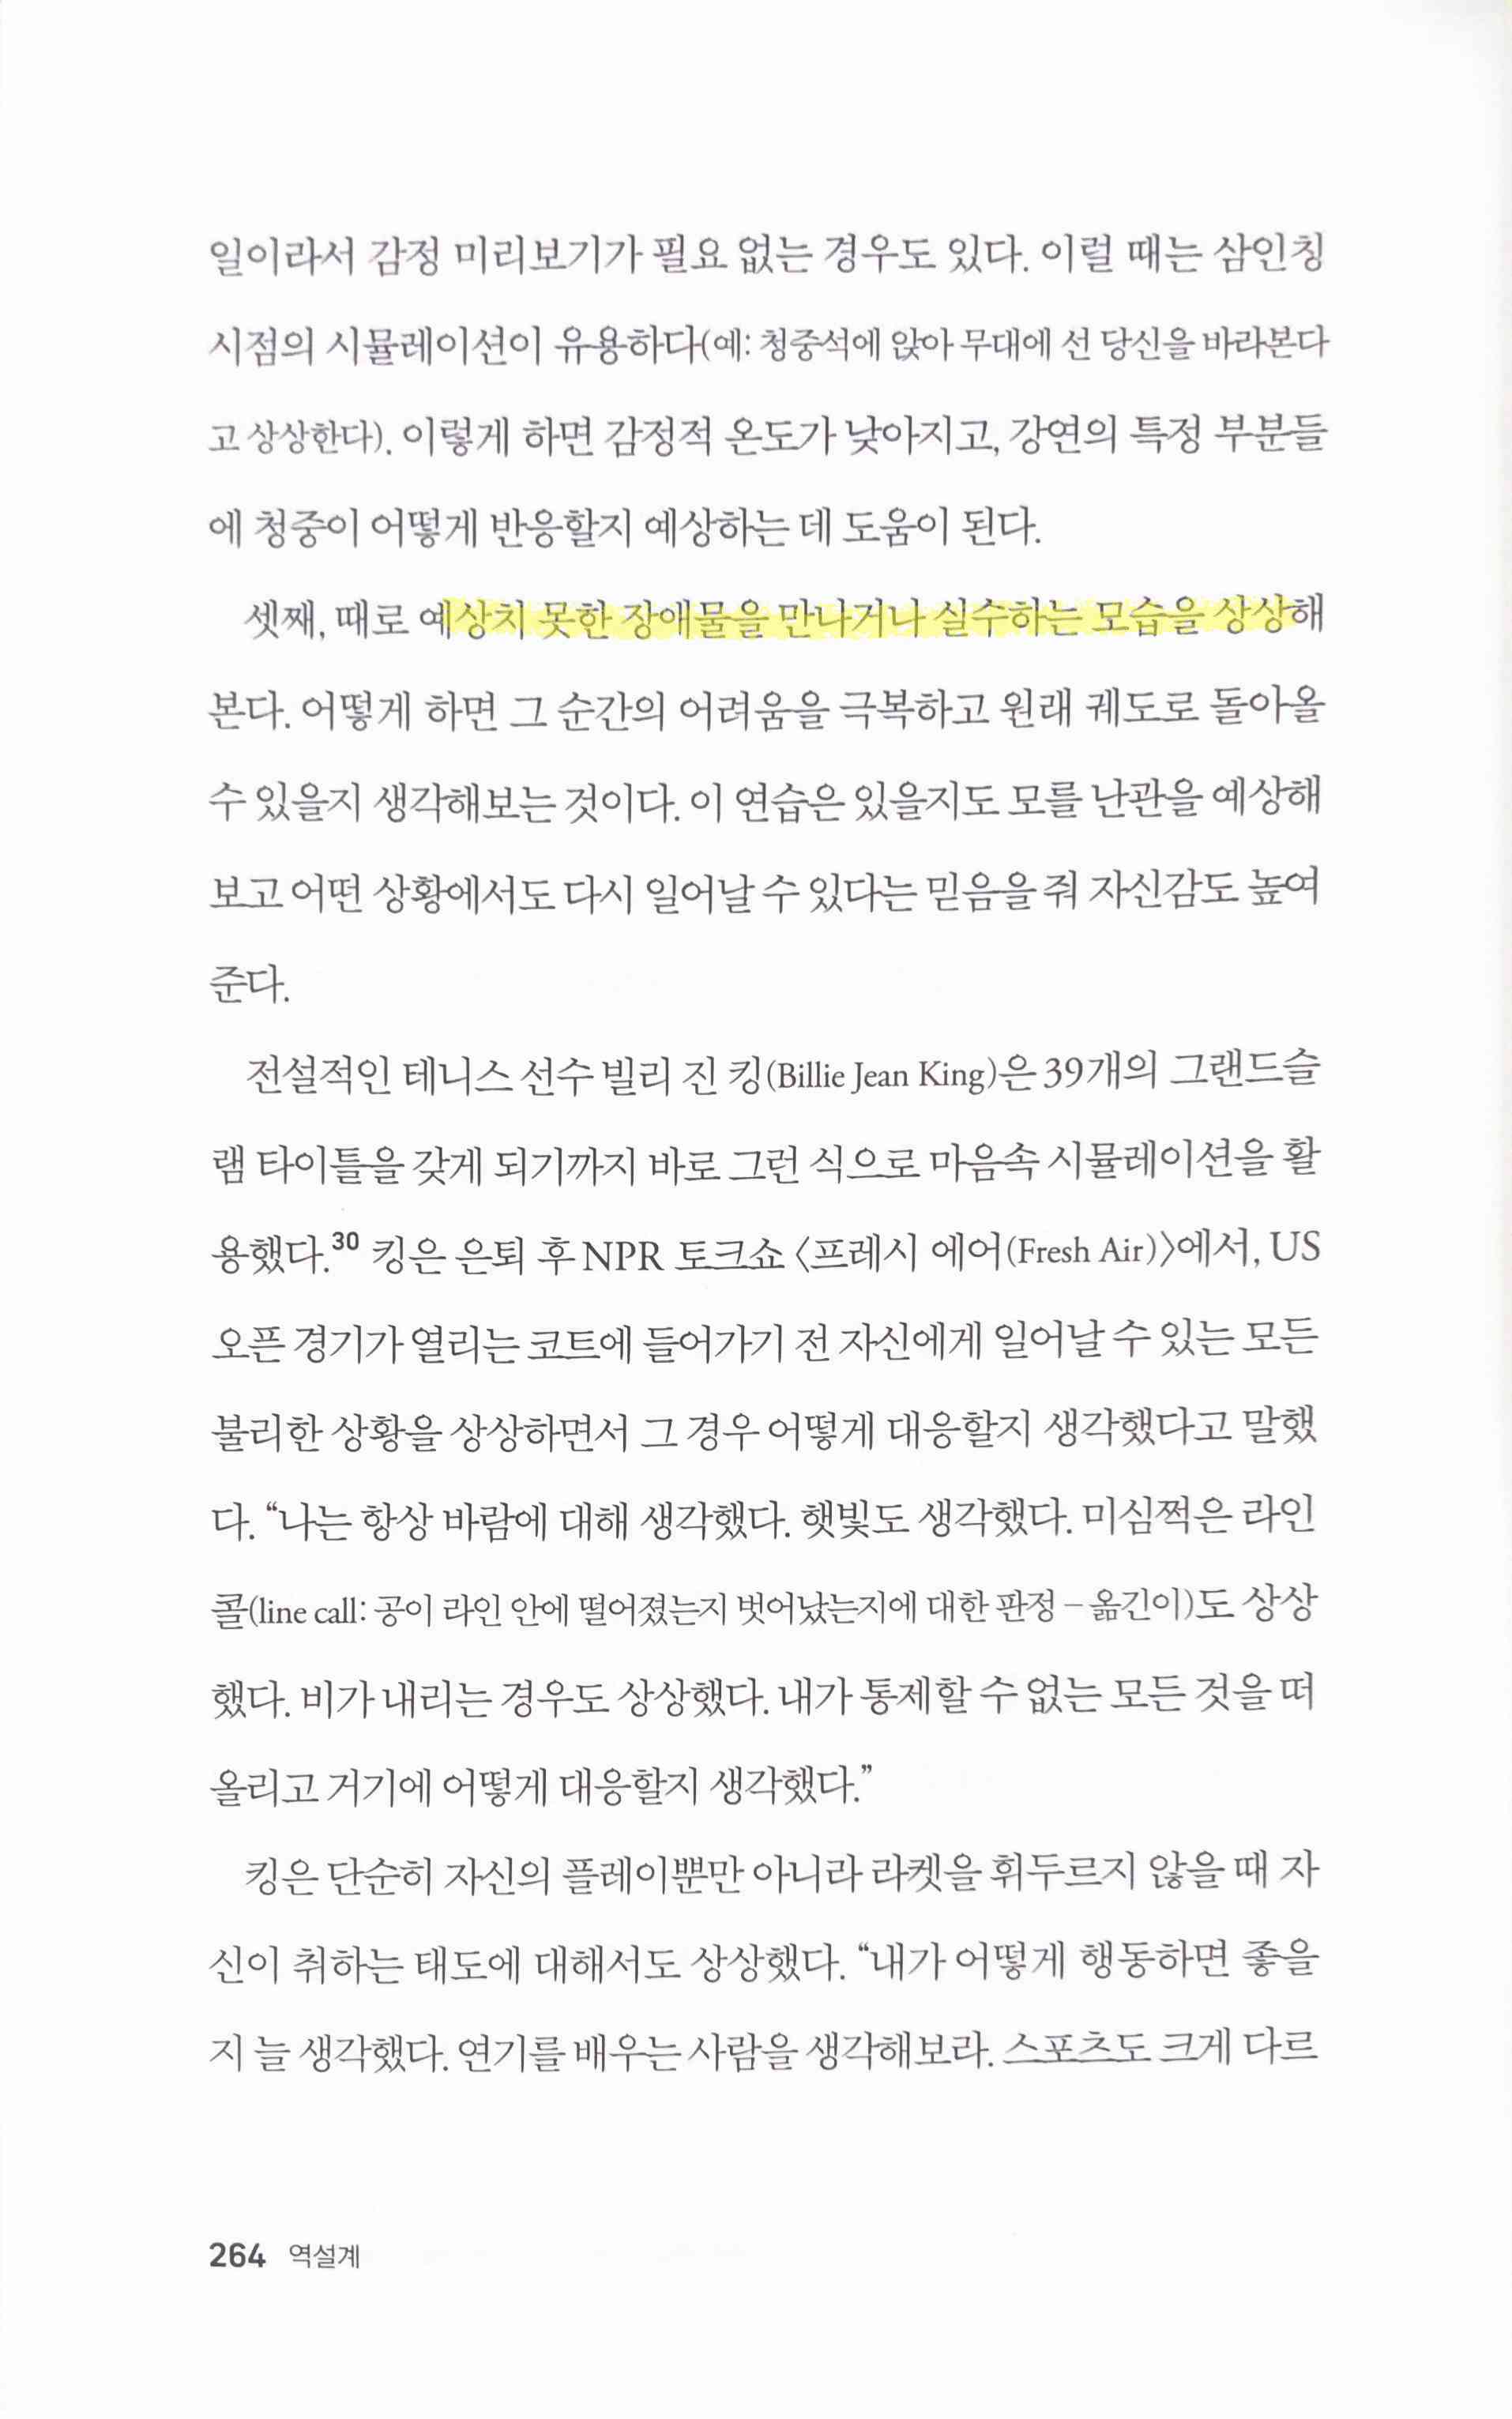 일이라서 감정 미리보기가 필요 없는 경우도 있다. 이럴 때는 삼인칭
시점의 시뮬레이션이 유용하다(예: 청중석에 앉아 무대에 선 당신을 바라본다
고 상상한다). 이렇게 하면 감정적 온도가 낮아지고, 강연의 특정 부분들
에 청중이 어떻게 반응할지 예상하는 데 도움이 된다.
셋째, 때로 예상치 못한 장애물을 만나거나 실수하는 모습을 상상해
본다. 어떻게 하면 그 순간의 어려움을 극복하고 원래 궤도로 돌아올
수 있을지 생각해보는 것이다. 이 연습은 있을지도 모를 난관을 예상해
보고 어떤 상황에서도 다시 일어날 수 있다는 믿음을 줘 자신감도 높여
준다.
전설적인 테니스 선수 빌리 진 킹(Billie Jean King)은 39개의 그랜드슬
램 타이틀을 갖게 되기까지 바로 그런 식으로 마음속 시뮬레이션을 활
용했다.30 킹은 은퇴 후 NPR 토크쇼 〈프레시 에어(Fresh Air)〉에서, US
오픈 경기가 열리는 코트에 들어가기 전 자신에게 일어날 수 있는 모든
불리한 상황을 상상하면서 그 경우 어떻게 대응할지 생각했다고 말했
다. “나는 항상 바람에 대해 생각했다. 햇빛도 생각했다. 미심쩍은 라인
콜(line call: 공이 라인 안에 떨어졌는지 벗어났는지에 대한 판정 – 옮긴이)도 상상
했다. 비가 내리는 경우도 상상했다. 내가 통제할 수 없는 모든 것을 떠
올리고 거기에 어떻게 대응할지 생각했다.”
킹은 단순히 자신의 플레이뿐만 아니라 라켓을 휘두르지 않을 때 자
신이 취하는 태도에 대해서도 상상했다. “내가 어떻게 행동하면 좋을
지 늘 생각했다. 연기를 배우는 사람을 생각해보라. 스포츠도 크게 다르
264 역설계